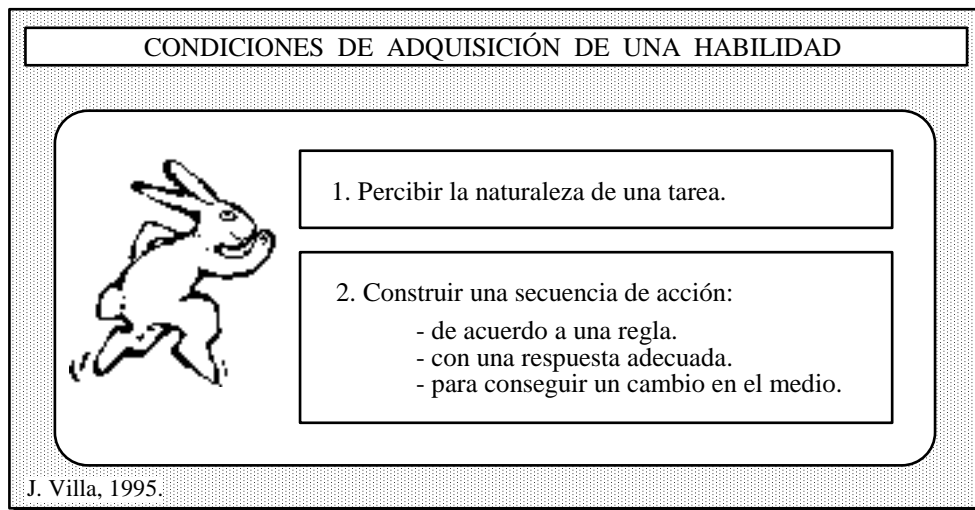 CONDICIONES DE ADQUISICIÓN DE UNA HABILIDAD
1. Percibir la naturaleza de una tarea.
2. Construir una secuencia de acción:
- de acuerdo a una regla.
- con una respuesta adecuada.
- para conseguir un cambio en el medio.
J. Villa, 1995.